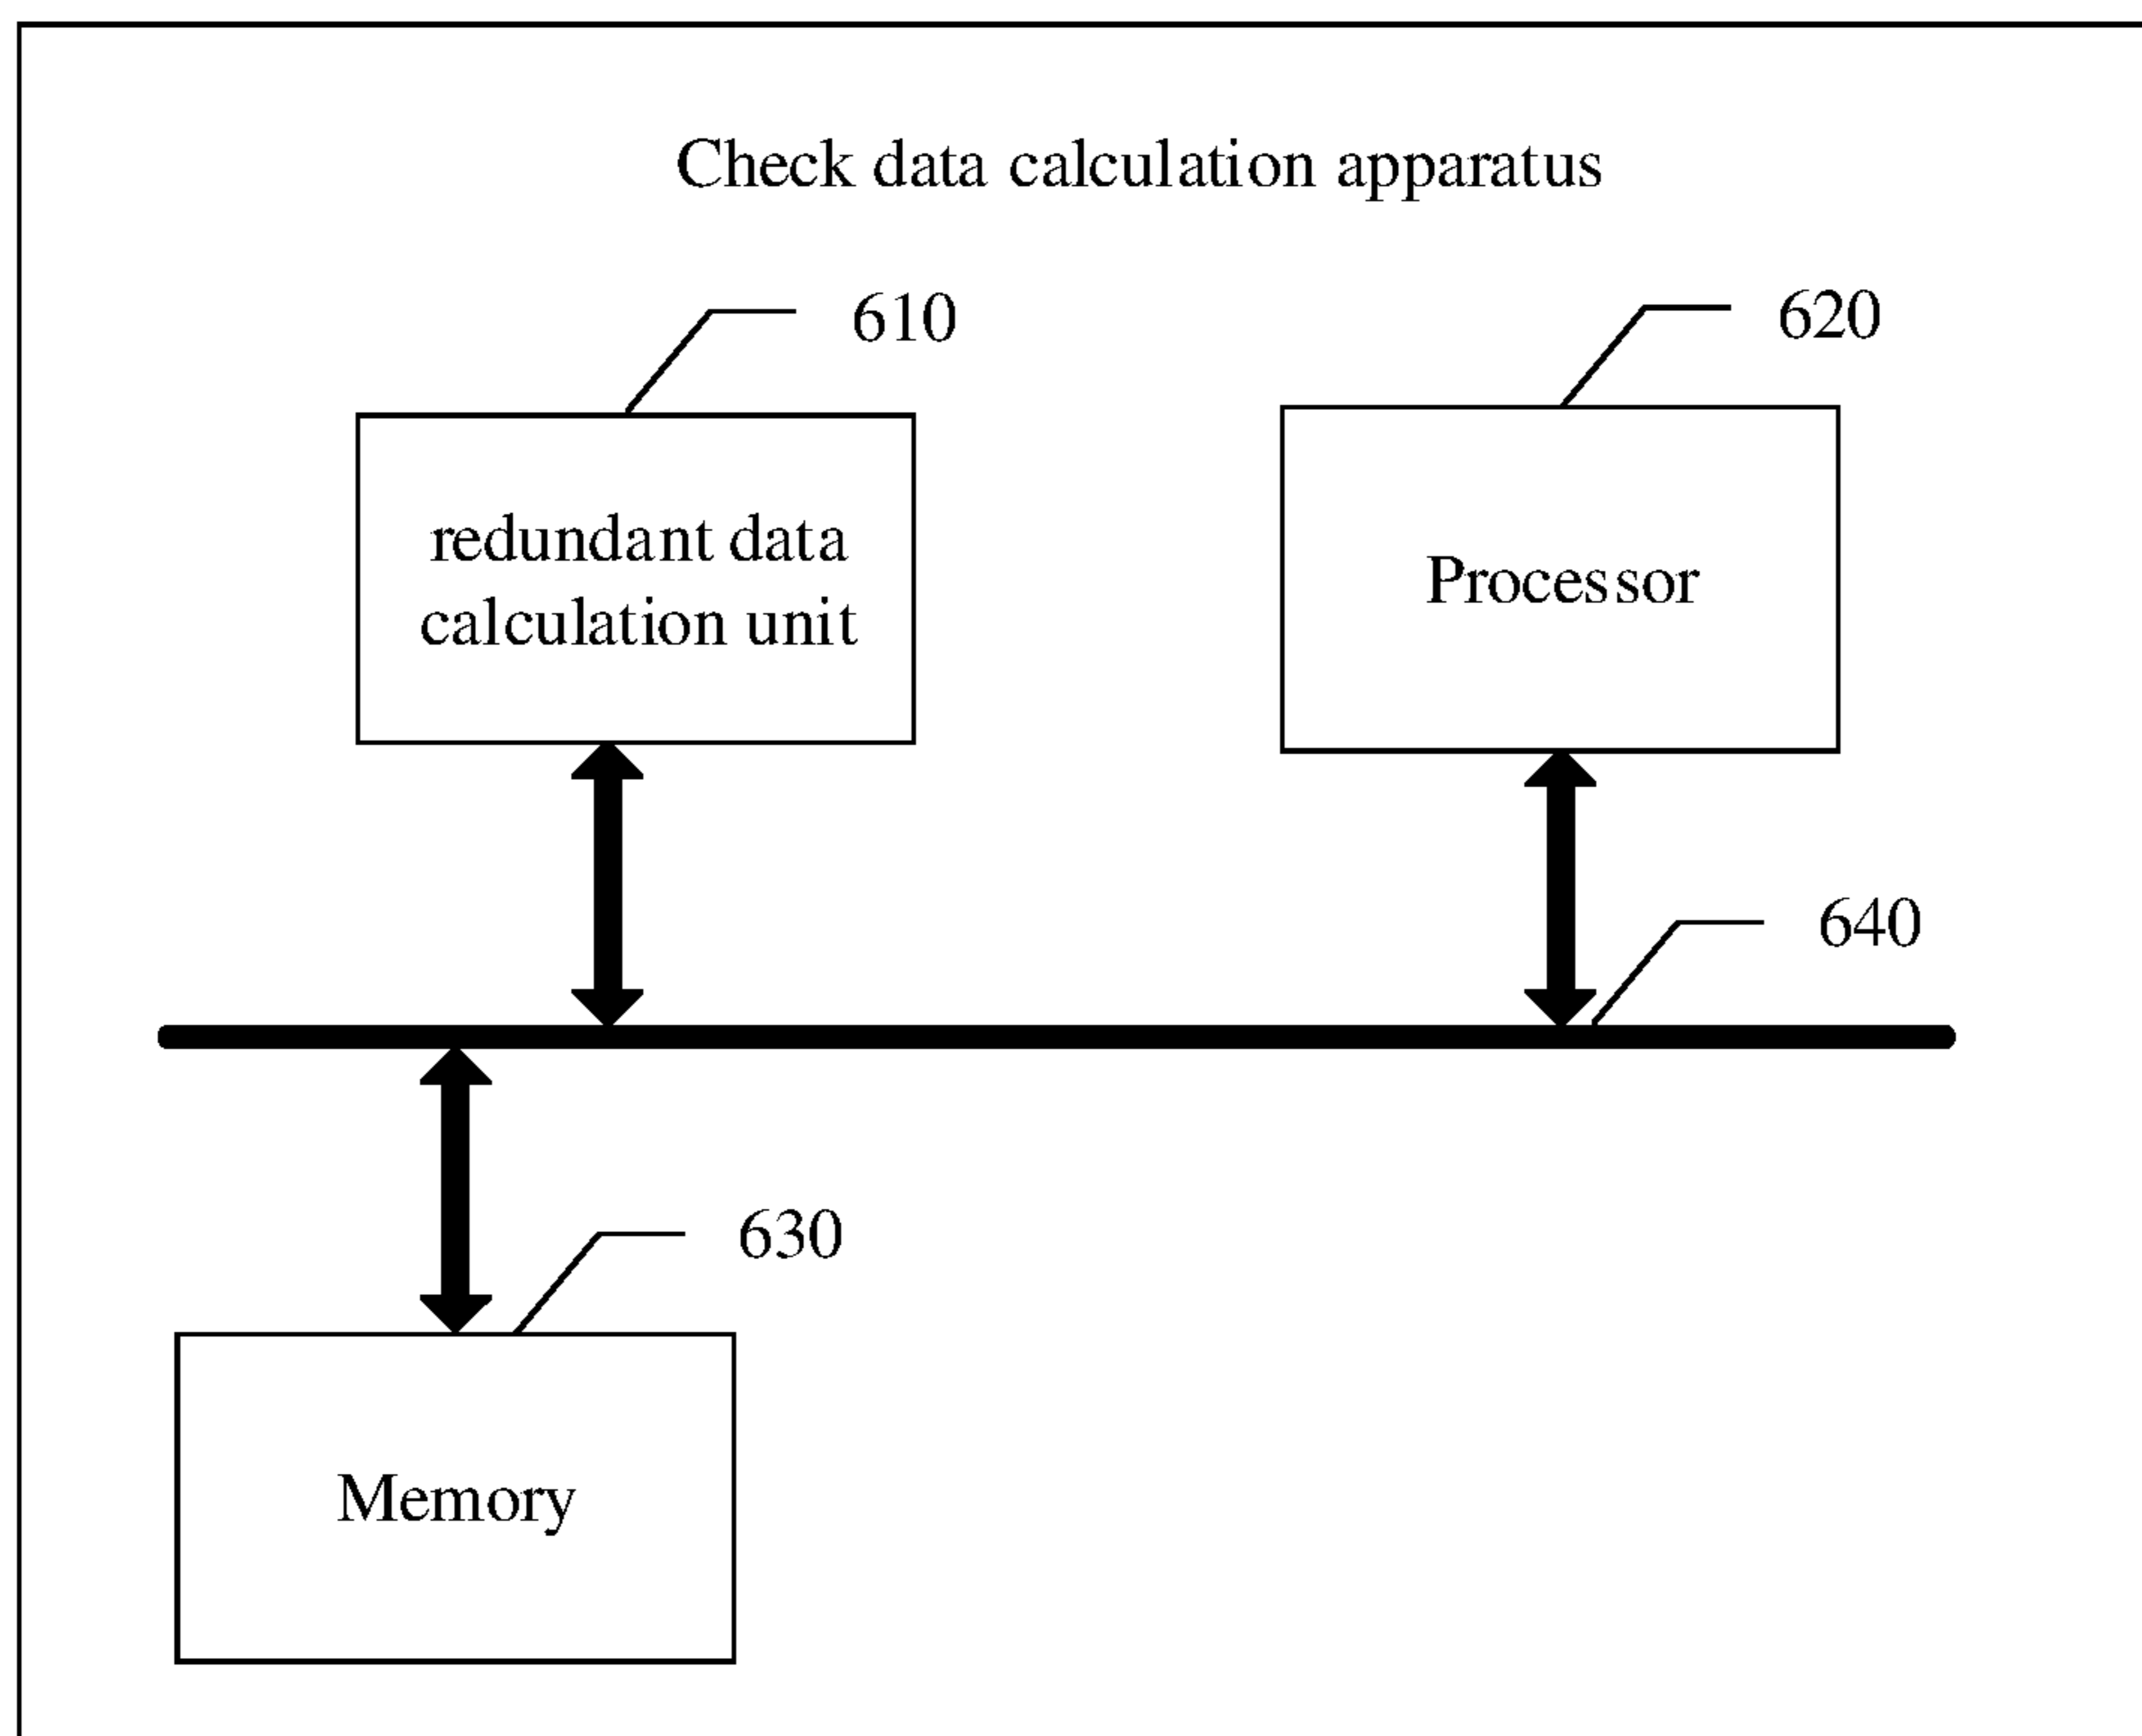 Check data calculation apparatus
610
620
redundant data
calculation unit
Processor
640
630
Memory